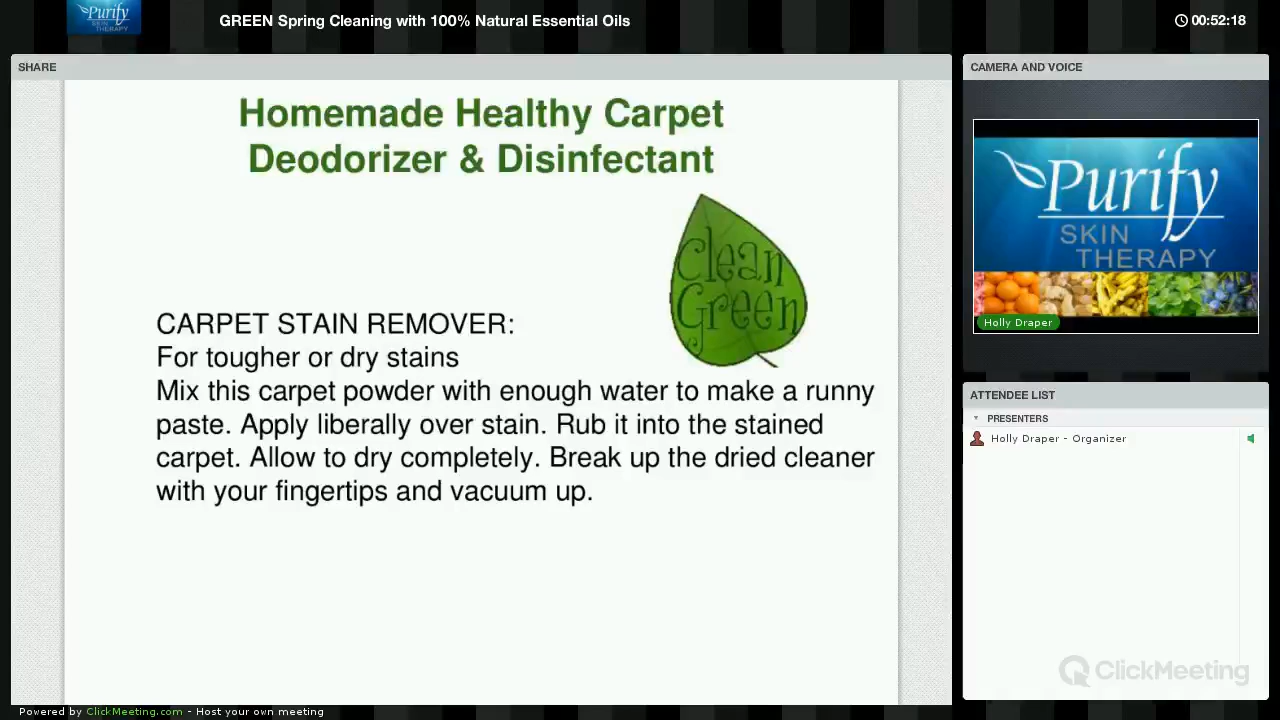 Purify
SKIN
THERAPY
GREEN Spring Cleaning with 100% Natural Essential Oils
00:52:18
SHARE
Homemade Healthy Carpet
Deodorizer & Disinfectant
Clean
Green
CARPET STAIN REMOVER:
For tougher or dry stains
Mix this carpet powder with enough water to make a runny
paste. Apply liberally over stain. Rub it into the stained
carpet. Allow to dry completely. Break up the dried cleaner
with your fingertips and vacuum up.
CAMERA AND VOICE
Purify
SKIN
THERAPY
Holly Draper
ATTENDEE LIST
PRESENTERS
Holly Draper - Organizer
ClickMeeting
Powered by ClickMeeting.com - Host your own meeting